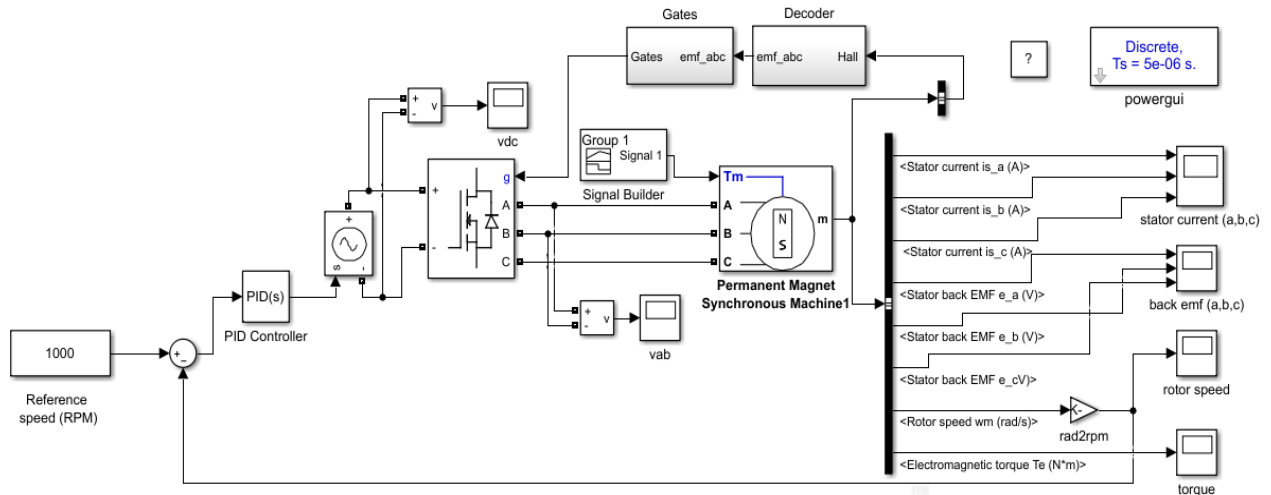 Gates
Decoder
Gates emf_abc
emf_abc Hall
?
Discrete,
Ts = 5e-06 s.
powergui
+
-
v
vdc
Group 1
Signal 1
Signal Builder
g
+
-
A
B
C
Tm
A
B
C
N
S
m
Permanent Magnet
Synchronous Machine1
+
s
-
PID(s)
PID Controller
1000
Reference
speed (RPM)
+
-
+
-
v
vab
<Stator current is_a (A)>
<Stator current is_b (A)>
<Stator current is_c (A)>
<Stator back EMF e_a (V)>
<Stator back EMF e_b (V)>
<Stator back EMF e_cV)>
<Rotor speed wm (rad/s)>
<Electromagnetic torque Te (N*m)>
stator current (a,b,c)
back emf (a,b,c)
rotor speed
-K-
rad2rpm
torque